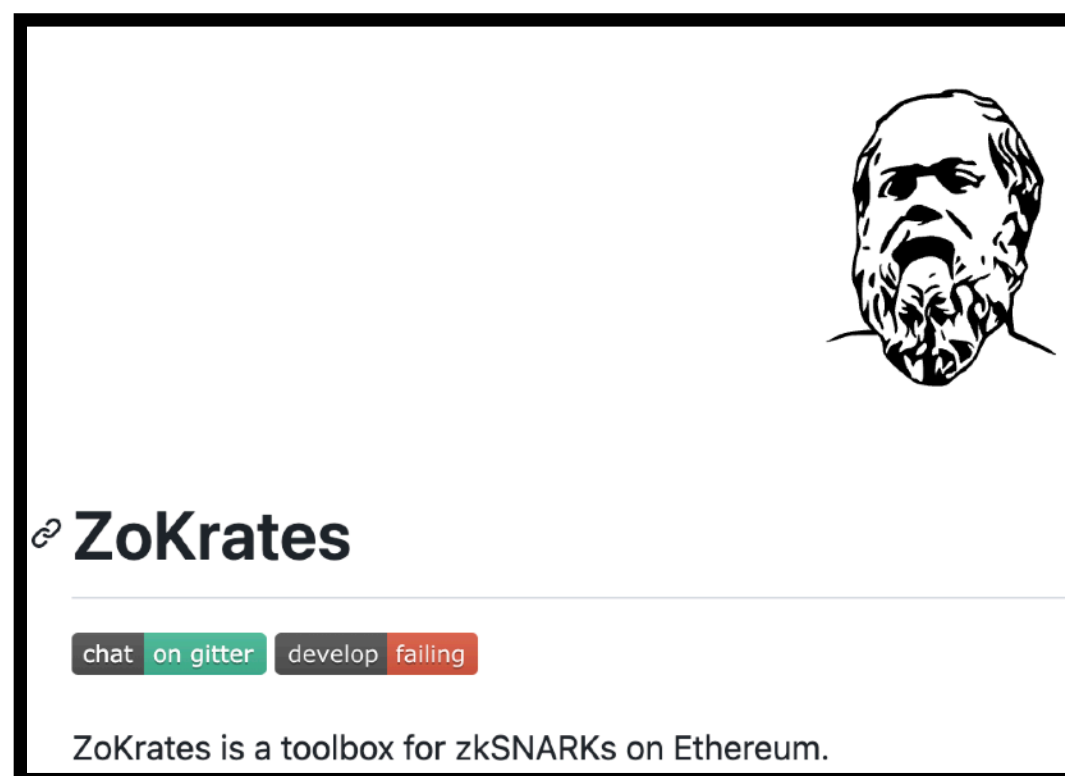 ZoKrates
chat on gitter develop failing
ZoKrates is a toolbox for zkSNARKs on Ethereum.